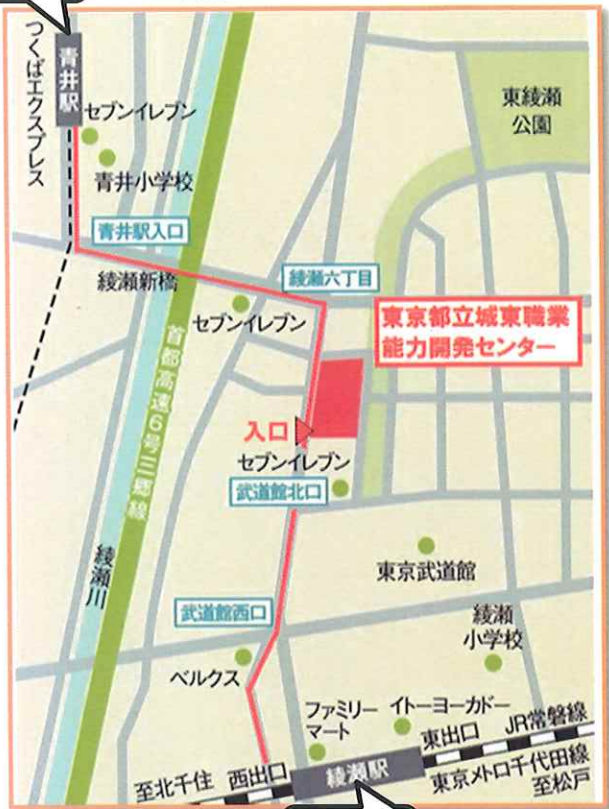 青井駅
つくばエクスプレス
セブンイレブン
青井小学校
東綾瀬
公園
青井駅入口
綾瀬新橋
綾瀬六丁目
セブンイレブン
東京都立城東職業
能力開発センター
首都高速6号三郷線
入口
セブンイレブン
武道館北口
綾瀬川
東京武道館
武道館西口
綾瀬
小学校
ベルクス
ファミリー
マート
イトーヨーカドー
東出口
JR常磐線
至北千住
西出口
綾瀬駅
東京メトロ千代田線
至松戸